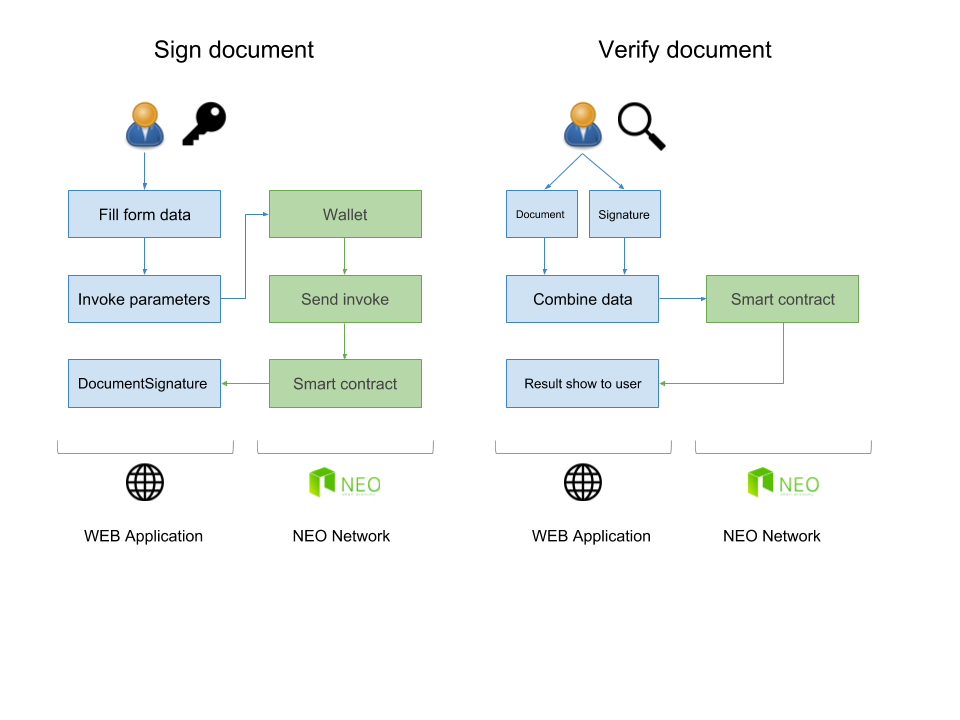 Sign document
Verify document
Fill form data
Wallet
Document
Signature
Invoke parameters
Send invoke
Combine data
Smart contract
DocumentSignature
Smart contract
Result show to user
NEO
NEO
WEB Application
NEO Network
WEB Application
NEO Network